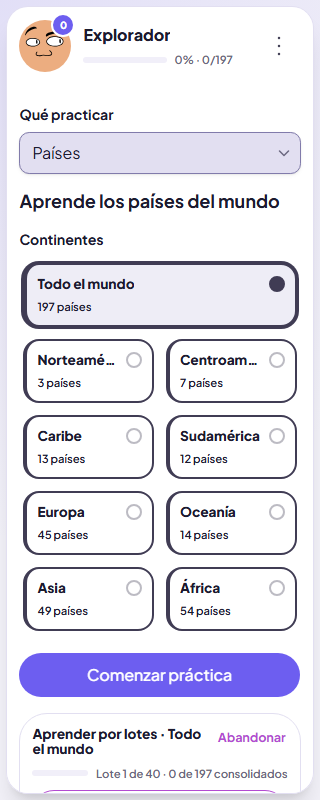 0
Explorador
0% · 0/197
Qué practicar
Países
Aprende los países del mundo
Continentes
Todo el mundo
197 países
Norteamé...
3 países
Centroam...
7 países
Caribe
13 países
Sudamérica
12 países
Europa
45 países
Oceanía
14 países
Asia
49 países
África
54 países
Comenzar práctica
Aprender por lotes · Todo
el mundo
Abandonar
Lote 1 de 40 · 0 de 197 consolidados